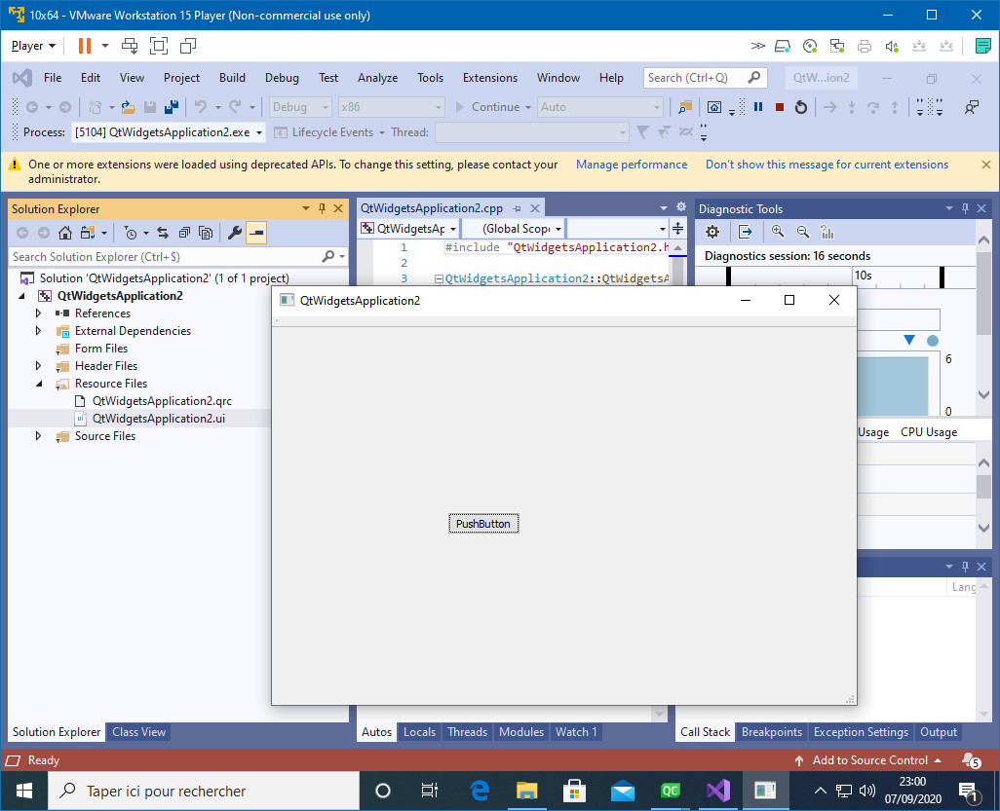 10x64 - VMware Workstation 15 Player (Non-commercial use only)
Player
File Edit View Project Build Debug Test Analyze Tools Extensions Window Help Search (Ctrl+Q) QtW...ion2
Debug x86 Continue Auto
Process: [5104] QtWidgetsApplication2.exe Lifecycle Events Thread:
One or more extensions were loaded using deprecated APIs. To change this setting, please contact your Manage performance Don't show this message for current extensions
administrator.
Solution Explorer
Search Solution Explorer (Ctrl+$)
Solution 'QtWidgetsApplication2' (1 of 1 project)
QtWidgetsApplication2
References
External Dependencies
Form Files
Header Files
Resource Files
QtWidgetsApplication2.qrc
ui QtWidgetsApplication2.ui
Source Files
Solution Explorer Class View
QtWidgetsApplication2.cpp
QtWidgetsAp (Global Scope
1 #include "QtWidgetsApplication2.h
2
3 QtWidgetsApplication2::QtWidgetsA
Diagnostic Tools
Diagnostics session: 16 seconds
10s
6
0
Usage CPU Usage
Lang
QtWidgetsApplication2
PushButton
Autos Locals Threads Modules Watch 1
Call Stack Breakpoints Exception Settings Output
Ready Add to Source Control 5
Taper ici pour rechercher QC 23:00
07/09/2020 1